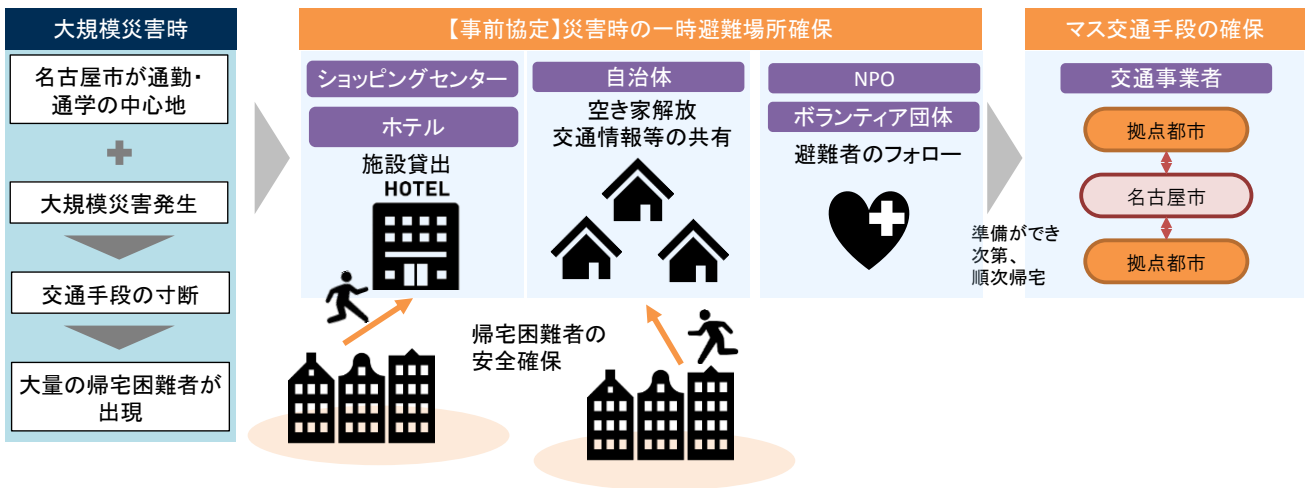 大規模災害時
名古屋市が通勤・
通学の中心地
大規模災害発生
交通手段の寸断
大量の帰宅困難者が
出現
【事前協定】災害時の一時避難場所確保
ショッピングセンター
ホテル
施設貸出
HOTEL
自治体
空き家解放
交通情報等の共有
NPO
ボランティア団体
避難者のフォロー
帰宅困難者の
安全確保
準備ができ
次第、
順次帰宅
マス交通手段の確保
交通事業者
拠点都市
名古屋市
拠点都市